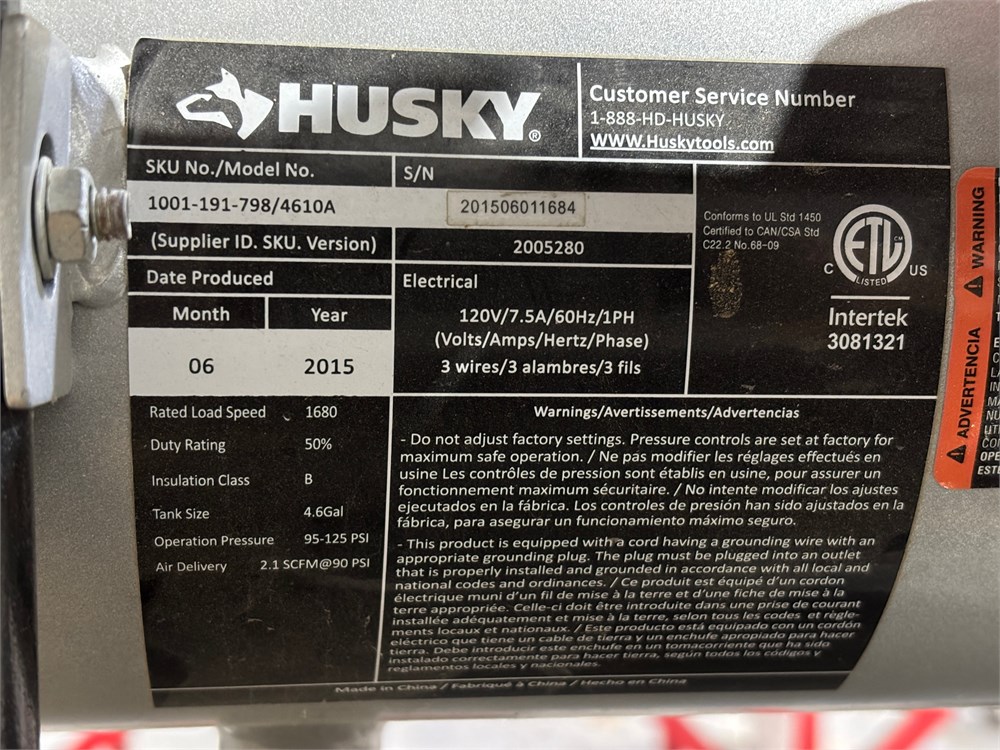 HUSKY®
Customer Service Number
1-888-HD-HUSKY
WWW.Huskytools.com
SKU No./Model No.
S/N
1001-191-798/4610A
201506011684
(Supplier ID. SKU. Version)
2005280
Date Produced
Month Year
06 2015
Electrical
120V/7.5A/60Hz/1PH
(Volts/Amps/Hertz/Phase)
3 wires/3 alambres/3 fils
Conforms to UL Std 1450
Certified to CAN/CSA Std
C22.2 No.68-09
ETL CM
C US
LISTED
Intertek
3081321
Rated Load Speed 1680
Duty Rating 50%
Insulation Class B
Tank Size 4.6Gal
Operation Pressure 95-125 PSI
Air Delivery 2.1 SCFM@90 PSI
Warnings/Avertissements/Advertencias
- Do not adjust factory settings. Pressure controls are set at factory for
maximum safe operation. / Ne pas modifier les réglages effectués en
usine Les contrôles de pression sont établis en usine, pour assurer un
fonctionnement maximum sécuritaire. / No intente modificar los ajustes
ejecutados en la fábrica. Los controles de presión han sido ajustados en la
fábrica, para asegurar un funcionamiento máximo seguro.
- This product is equipped with a cord having a grounding wire with an
appropriate grounding plug. The plug must be plugged into an outlet
that is properly installed and grounded in accordance with all local and
national codes and ordinances. / Ce produit est équipé d'un cordon
électrique muni d'un fil de mise à la terre et d'une fiche de mise à la
terre appropriée. Celle-ci doit être introduite dans une prise de courant
installée adéquatement et mise à la terre, selon tous les codes et règle-
ments locaux et nationaux. / Este producto está equipado con un cordón
eléctrico que tiene un cable de tierra y un enchufe apropiado para hacer
tierra. Debe introducir este enchufe en un tomacorriente que ha sido
instalado correctamente para hacer tierra, según todos los códigos y
reglamentos locales y nacionales.
Made in China / Fabriqué à China / Hecho en China
WARNING
ADVERTENCIA